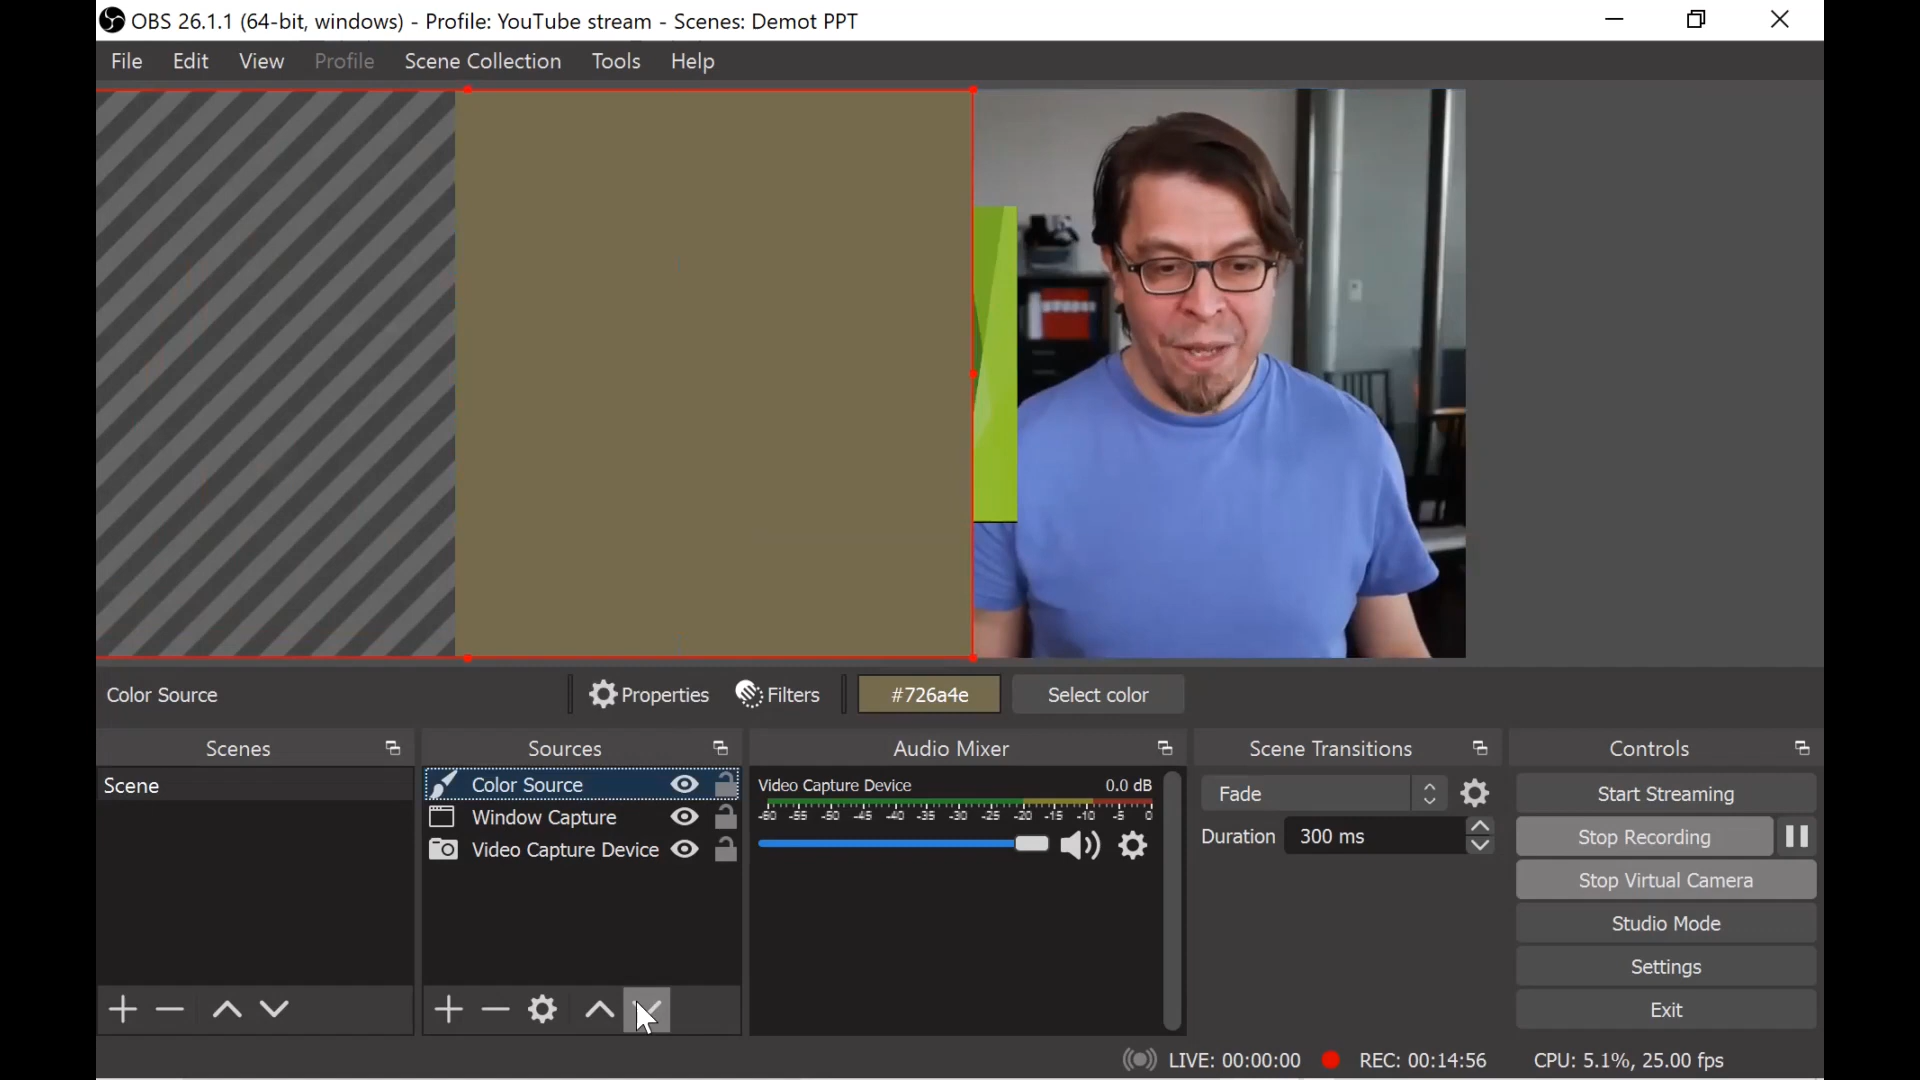 OBS 26.1.1 (64-bit, windows) - Profile: YouTube stream - Scenes: Demot PPT
File Edit View Profile Scene Collection Tools Help
Color Source Properties Filters #726a4e Select color
Scenes Sources Audio Mixer Scene Transitions Controls
Scene
Color Source
Window Capture
Video Capture Device
Video Capture Device 0.0 dB
-60 -55 -50 -45 -40 -35 -30 -25 -20 -15 -10 -5 0
Fade
Duration 300 ms
Start Streaming
Stop Recording
Stop Virtual Camera
Studio Mode
Settings
Exit
LIVE: 00:00:00 REC: 00:14:56 CPU: 5.1%, 25.00 fps